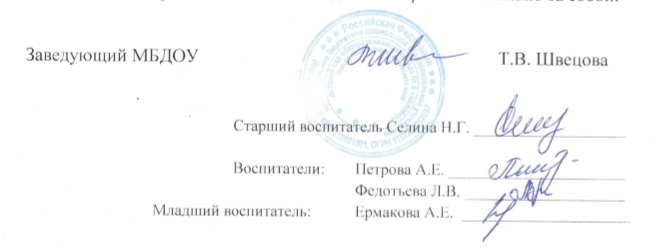 Заведующий МБДОУ Т.В. Швецова
Старший воспитатель Селина Н.Г.
Воспитатели: Петрова А.Е.
Федотьева Л.В.
Младший воспитатель: Ермакова А.Е.